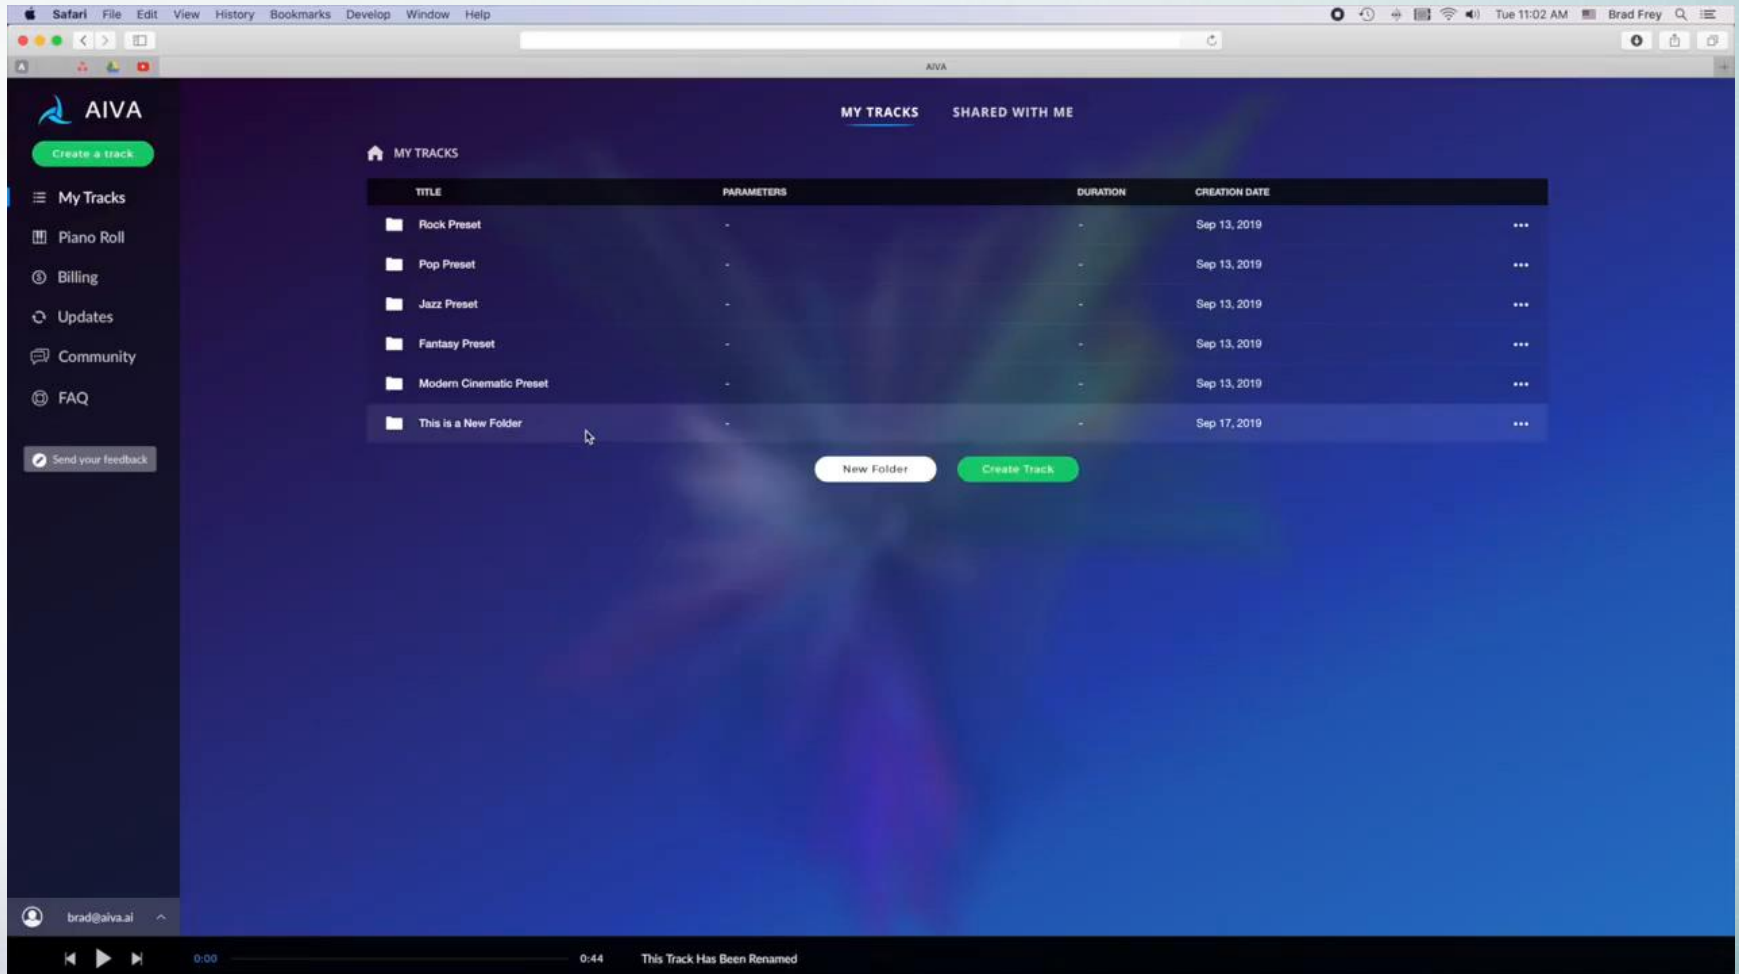 Safari File Edit View History Bookmarks Develop Window Help Tue 11:02 AM Brad Frey
AIVA
AIVA
Create a track
My Tracks
Piano Roll
Billing
Updates
Community
FAQ
Send your feedback
MY TRACKS SHARED WITH ME
MY TRACKS
TITLE PARAMETERS DURATION CREATION DATE
Rock Preset - - Sep 13, 2019
Pop Preset - - Sep 13, 2019
Jazz Preset - - Sep 13, 2019
Fantasy Preset - - Sep 13, 2019
Modern Cinematic Preset - - Sep 13, 2019
This is a New Folder - - Sep 17, 2019
New Folder Create Track
brad@aiva.ai
0:00 0:44 This Track Has Been Renamed